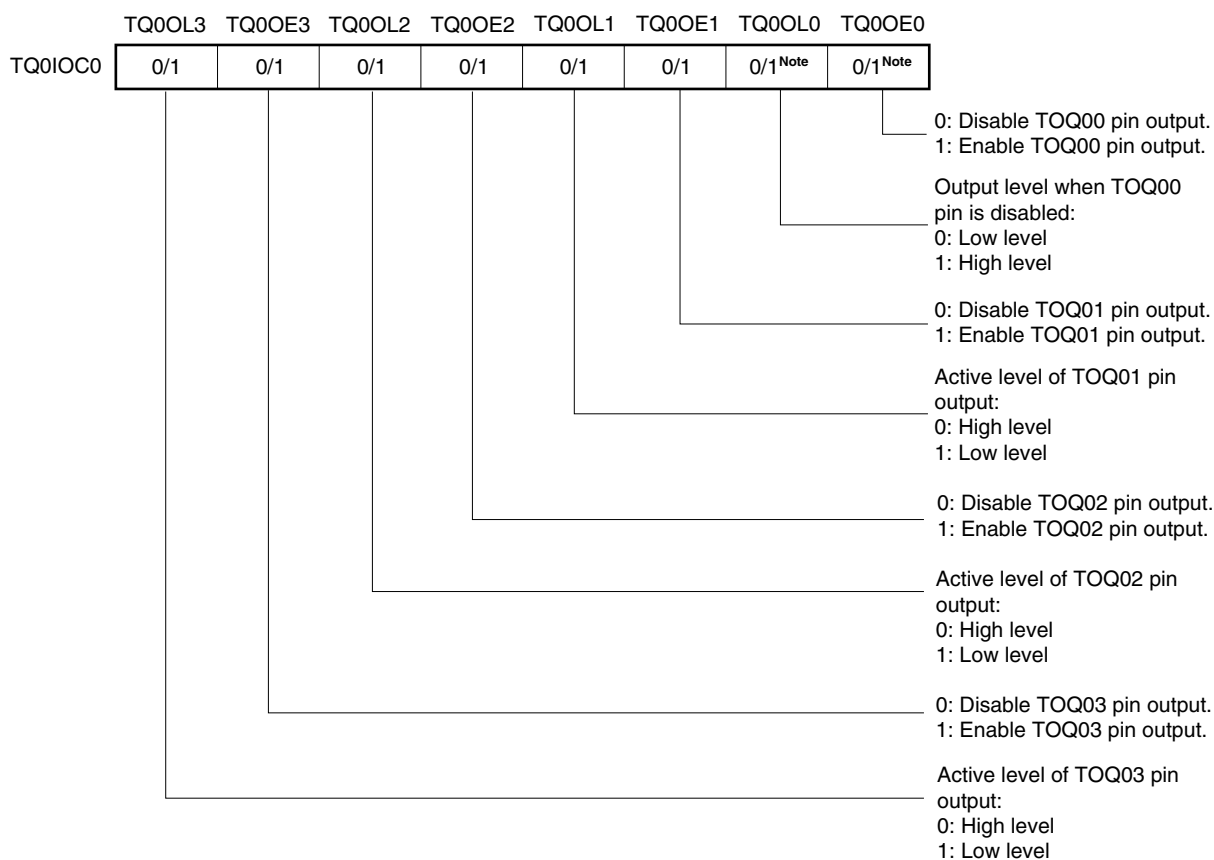 TQ0OL3 TQ0OE3 TQ0OL2 TQ0OE2 TQ0OL1 TQ0OE1 TQ0OL0 TQ0OE0
TQ0IOC0 0/1 0/1 0/1 0/1 0/1 0/1 0/1Note 0/1Note
0: Disable TOQ00 pin output.
1: Enable TOQ00 pin output.
Output level when TOQ00
pin is disabled:
0: Low level
1: High level
0: Disable TOQ01 pin output.
1: Enable TOQ01 pin output.
Active level of TOQ01 pin
output:
0: High level
1: Low level
0: Disable TOQ02 pin output.
1: Enable TOQ02 pin output.
Active level of TOQ02 pin
output:
0: High level
1: Low level
0: Disable TOQ03 pin output.
1: Enable TOQ03 pin output.
Active level of TOQ03 pin
output:
0: High level
1: Low level